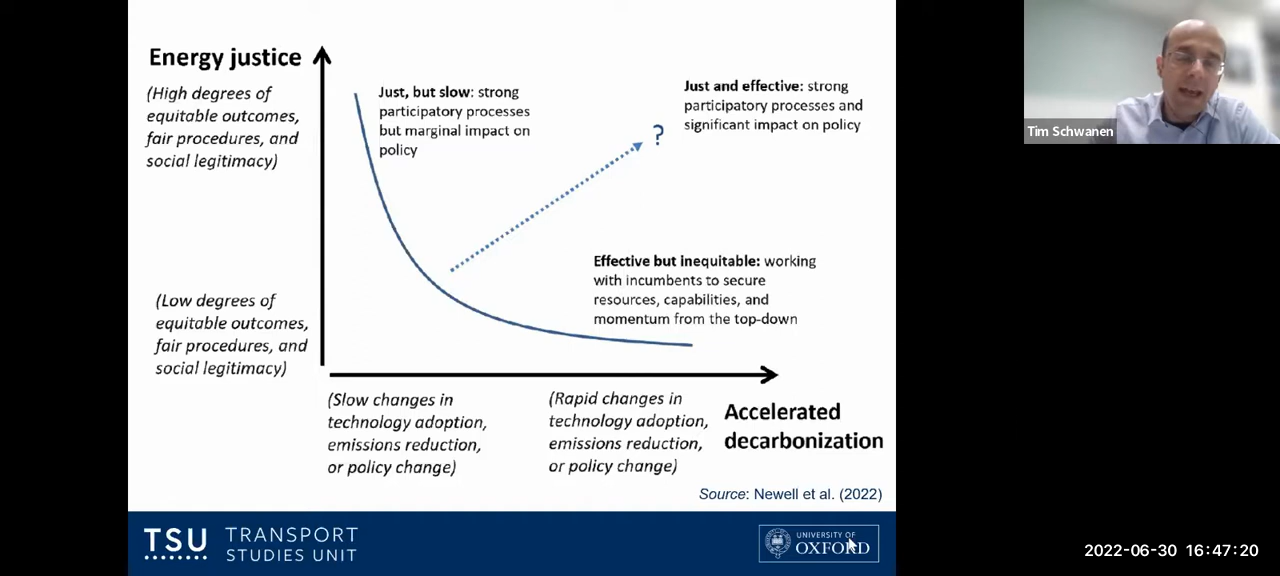 Energy justice
(High degrees of
equitable outcomes,
fair procedures, and
social legitimacy)
Just, but slow: strong
participatory processes
but marginal impact on
policy
?
Just and effective: strong
participatory processes and
significant impact on policy
Tim Schwanen
Effective but inequitable: working
with incumbents to secure
resources, capabilities, and
momentum from the top-down
(Low degrees of
equitable outcomes,
fair procedures, and
social legitimacy)
(Slow changes in
technology adoption,
emissions reduction,
or policy change)
(Rapid changes in
technology adoption,
emissions reduction,
or policy change)
Accelerated
decarbonization
Source: Newell et al. (2022)
TSU
TRANSPORT
STUDIES UNIT
UNIVERSITY OF
OXFORD
2022-06-30 16:47:20